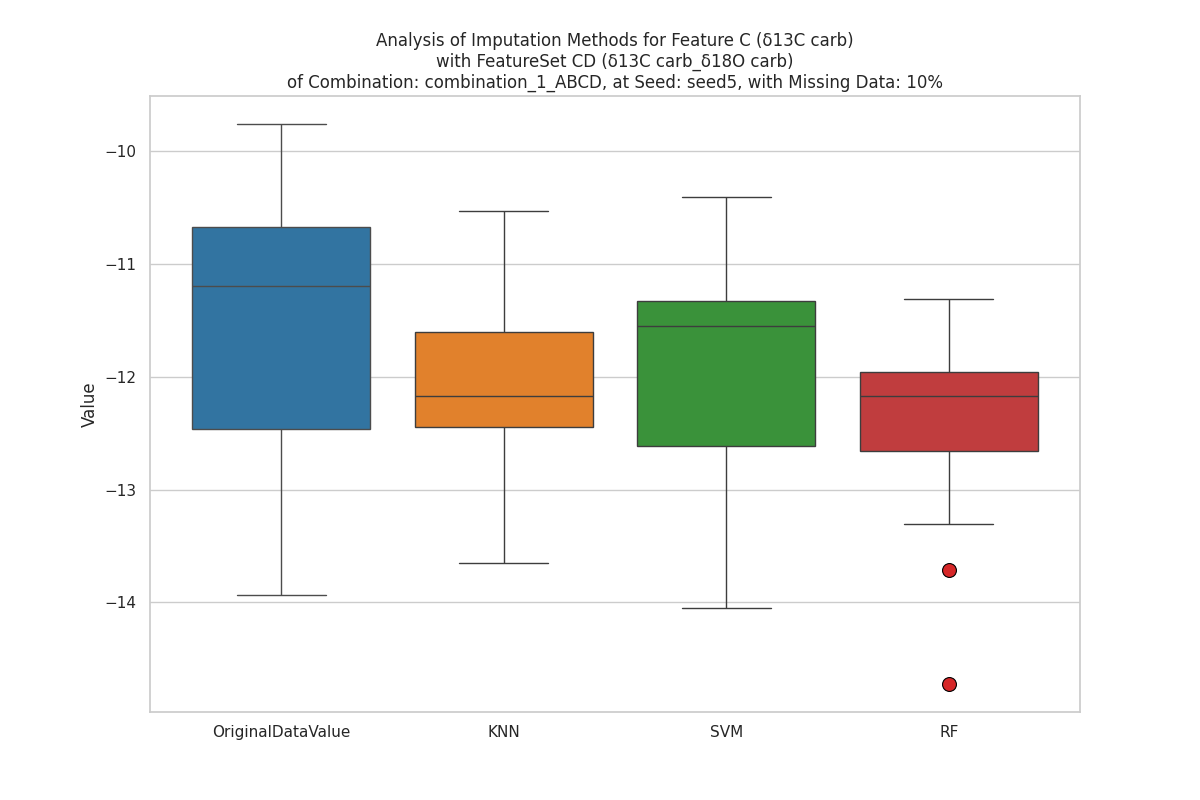 Analysis of Imputation Methods for Feature C (δ13C carb)
with FeatureSet CD (δ13C carb_δ18O carb)
of Combination: combination_1_ABCD, at Seed: seed5, with Missing Data: 10%
Value
−10
−11
−12
−13
−14
OriginalDataValue
KNN
SVM
RF